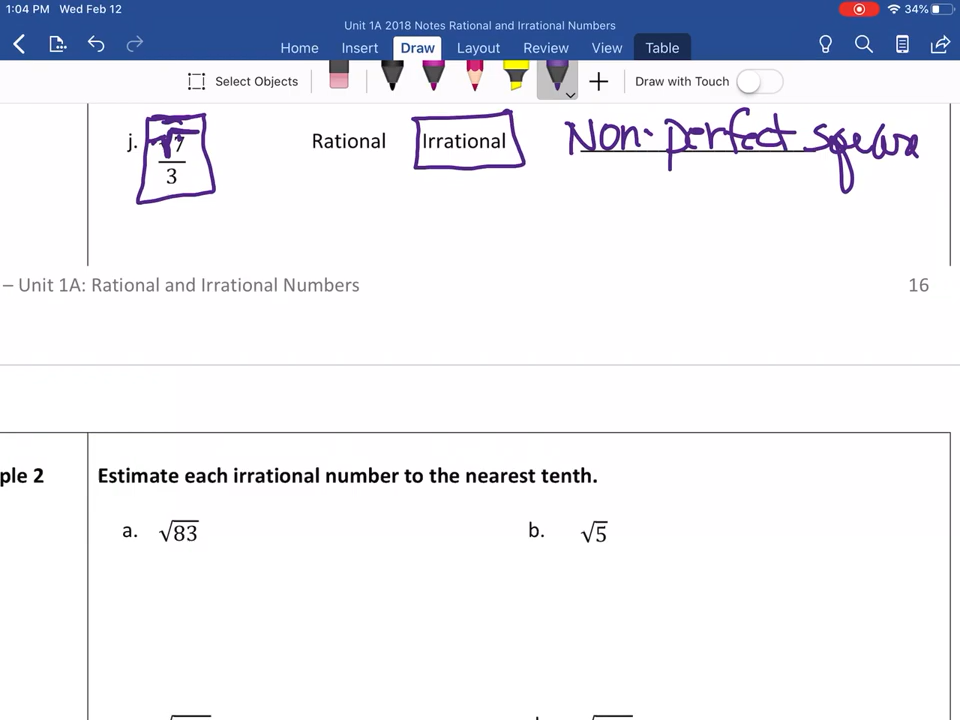 1:04 PM Wed Feb 12
34%
Unit 1A 2018 Notes Rational and Irrational Numbers
Home Insert Draw Layout Review View Table
Select Objects Draw with Touch
j. √7/3 Rational Irrational Non-perfect square
– Unit 1A: Rational and Irrational Numbers 16
ple 2 Estimate each irrational number to the nearest tenth.
a. √83 b. √5